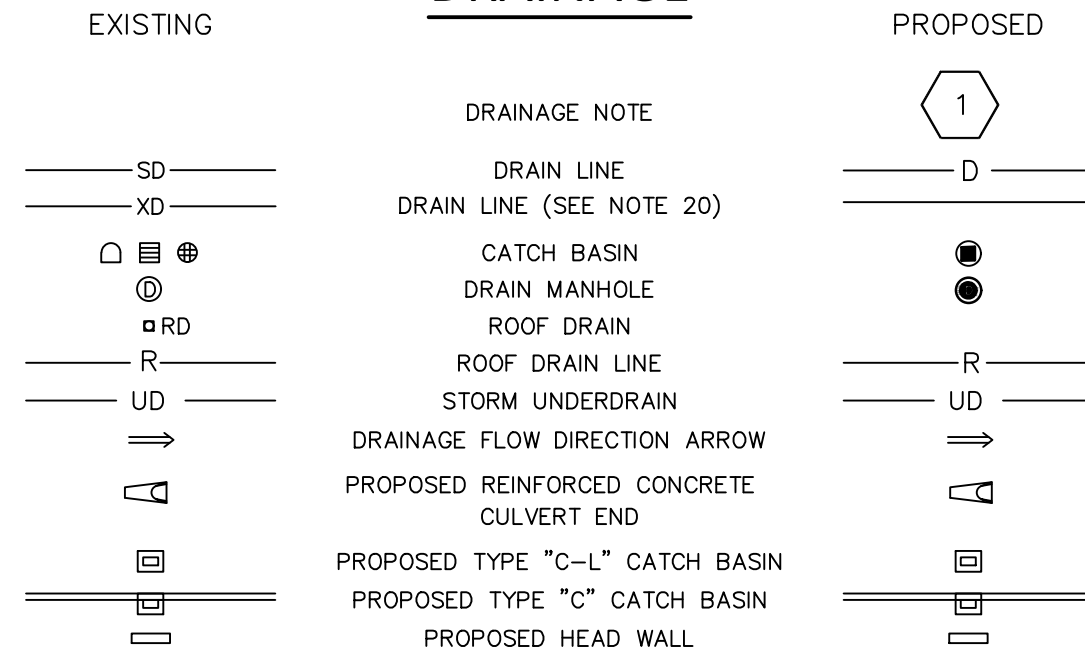 EXISTING PROPOSED
DRAINAGE NOTE 1
SD DRAIN LINE D
XD DRAIN LINE (SEE NOTE 20)
CATCH BASIN
D DRAIN MANHOLE
RD ROOF DRAIN
R ROOF DRAIN LINE R
UD STORM UNDERDRAIN UD
DRAINAGE FLOW DIRECTION ARROW
PROPOSED REINFORCED CONCRETE
CULVERT END
PROPOSED TYPE "C-L" CATCH BASIN
PROPOSED TYPE "C" CATCH BASIN
PROPOSED HEAD WALL